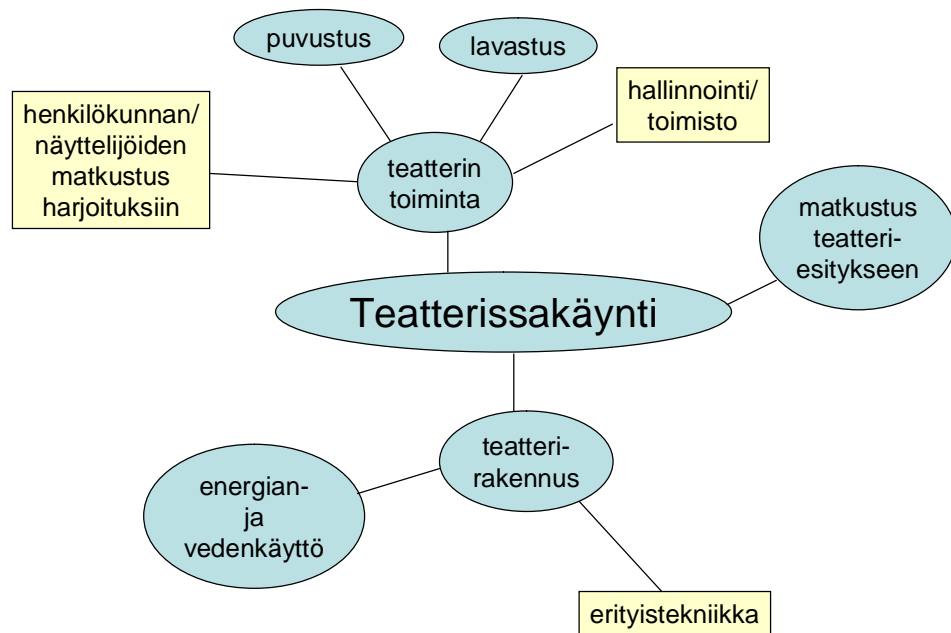 puvustus
lavastus
henkilökunnan/
näyttelijöiden
matkustus
harjoituksiin
hallinnointi/
toimisto
teatterin
toiminta
matkustus
teatteri-
esitykseen
Teatterissakäynti
teatteri-
rakennus
energian-
ja
vedenkäyttö
erityistekniikka